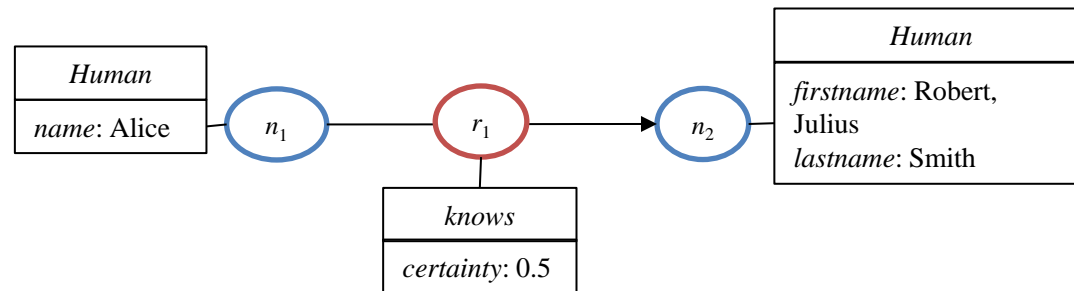 Human
name: Alice
n1
r1
knows
certainty: 0.5
n2
Human
firstname: Robert,
Julius
lastname: Smith